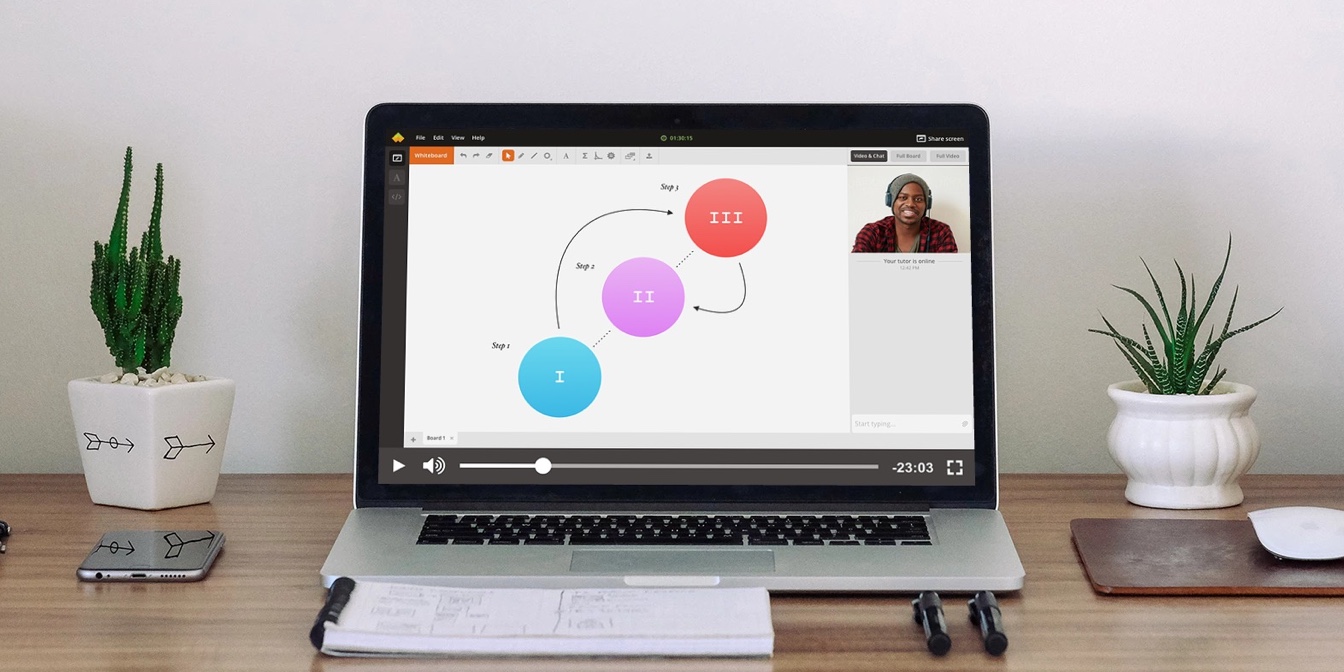 File Edit View Help
01:30:15
Share screen
Whiteboard
A
Video & Chat Full Board Full Video
A
</>
Step 3
III
Step 2
II
Your tutor is online
12:42 PM
Step 1
I
Start typing...
+ Board 1 ×
-23:03